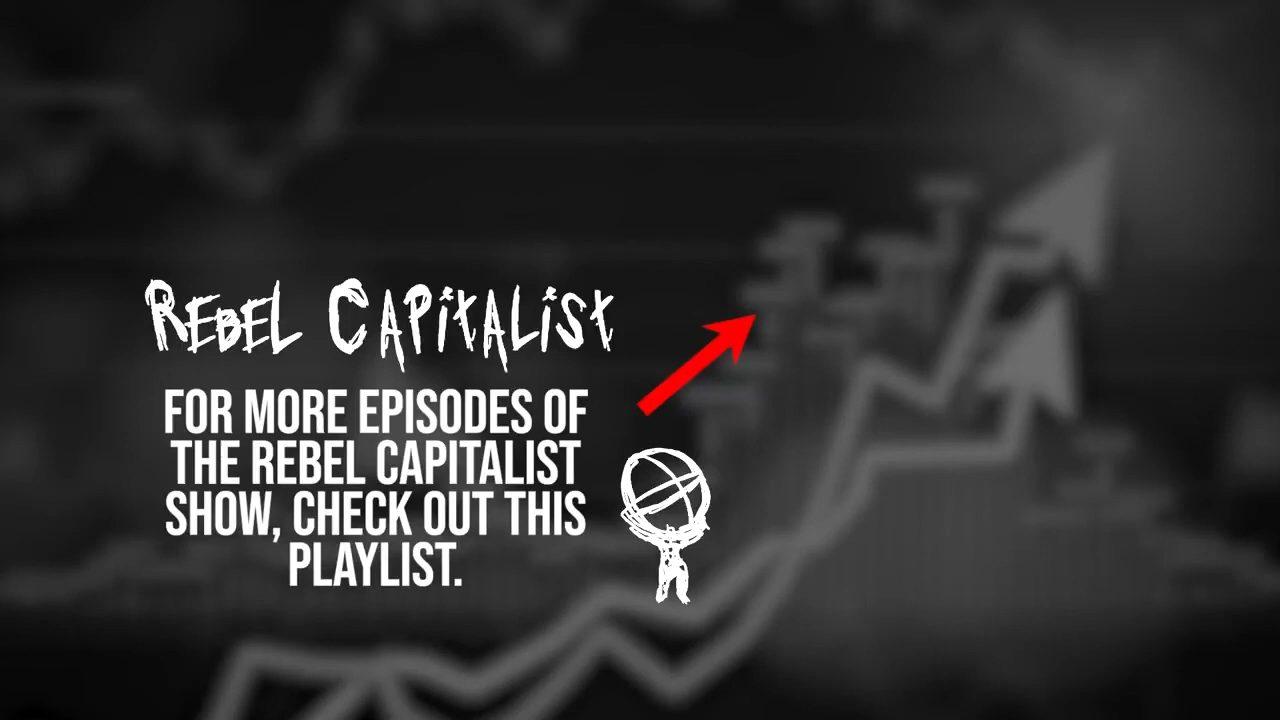 REBEL CAPITALIST
FOR MORE EPISODES OF
THE REBEL CAPITALIST
SHOW, CHECK OUT THIS
PLAYLIST.